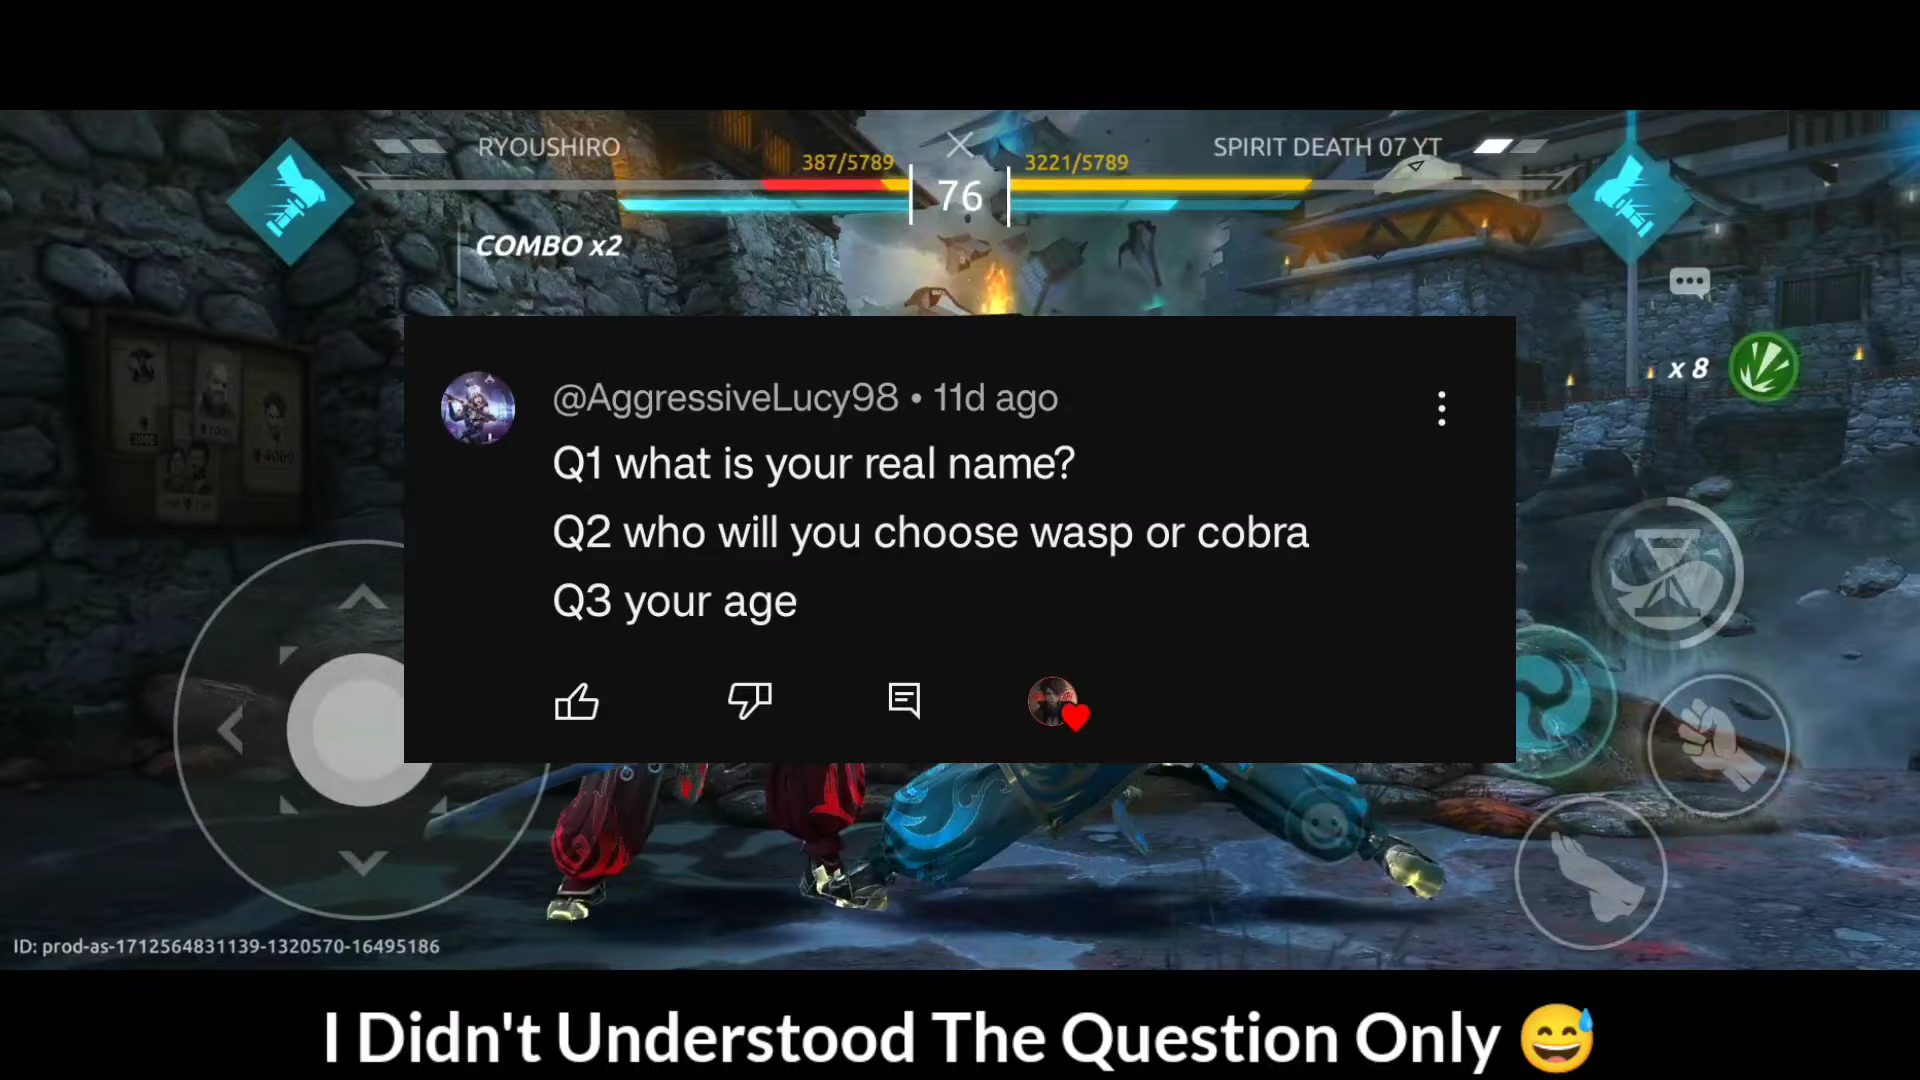 RYOUSHIRO
387/5789
76
3221/5789
SPIRIT DEATH 07 YT
COMBO x2
x 8
@AggressiveLucy98 • 11d ago
Q1 what is your real name?
Q2 who will you choose wasp or cobra
Q3 your age
ID: prod-as-1712564831139-1320570-16495186
I Didn't Understood The Question Only 😅